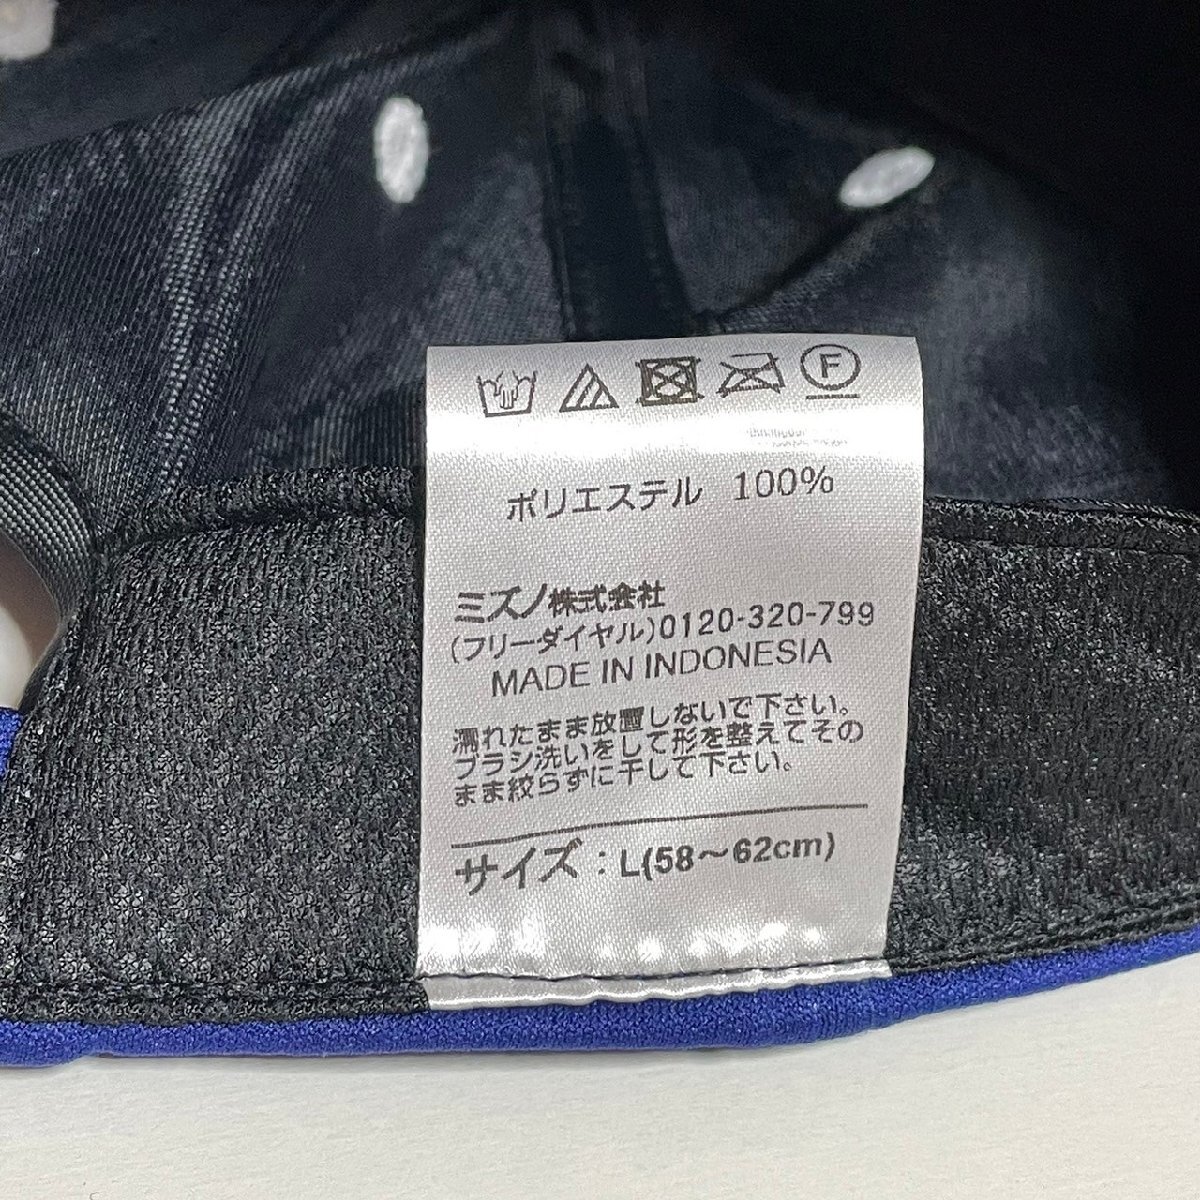 F
ポリエステル 100%
ミズノ株式会社
(フリーダイヤル)0120-320-799
MADE IN INDONESIA
濡れたまま放置しないで下さい。
ブラシ洗いをして形を整えてその
まま絞らずに干して下さい。
サイズ : L(58～62cm)